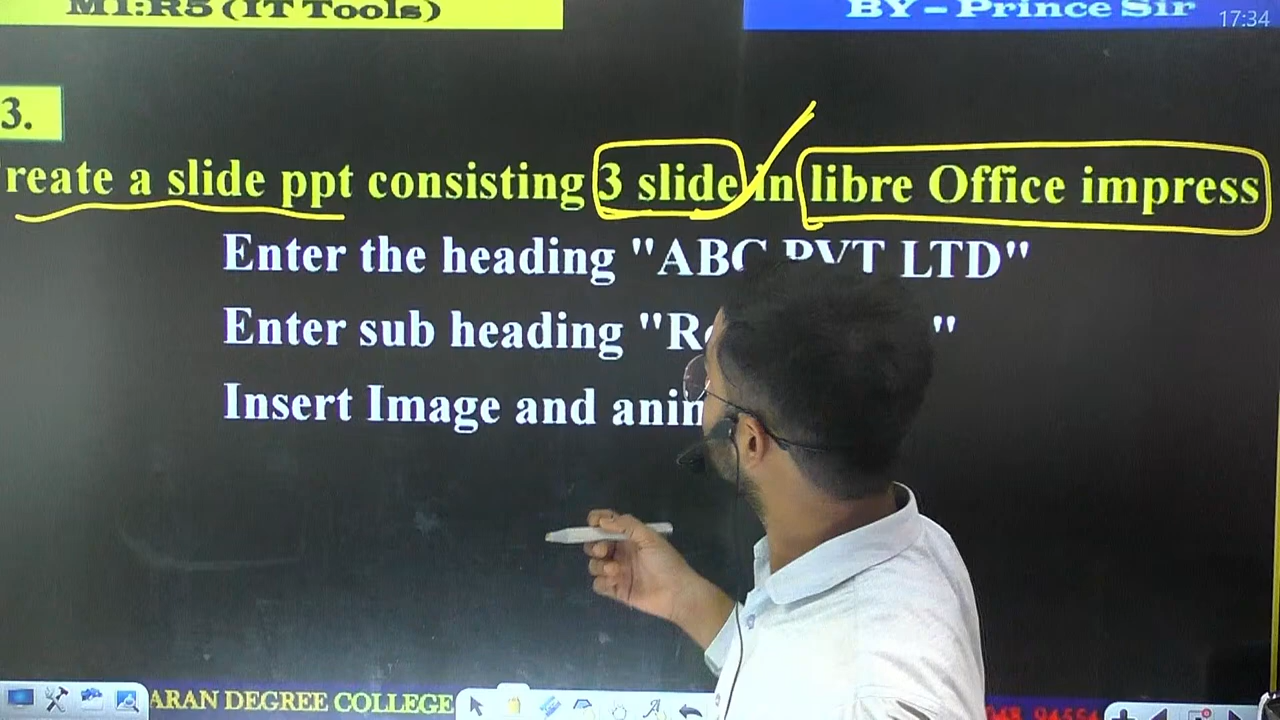 M1:R5 (IT Tools)
BY – Prince Sir
17:34
3.
reate a slide ppt consisting 3 slide in libre Office impress
Enter the heading "ABC PVT LTD"
Enter sub heading "
Insert Image and
ARAN DEGREE COLLEGE